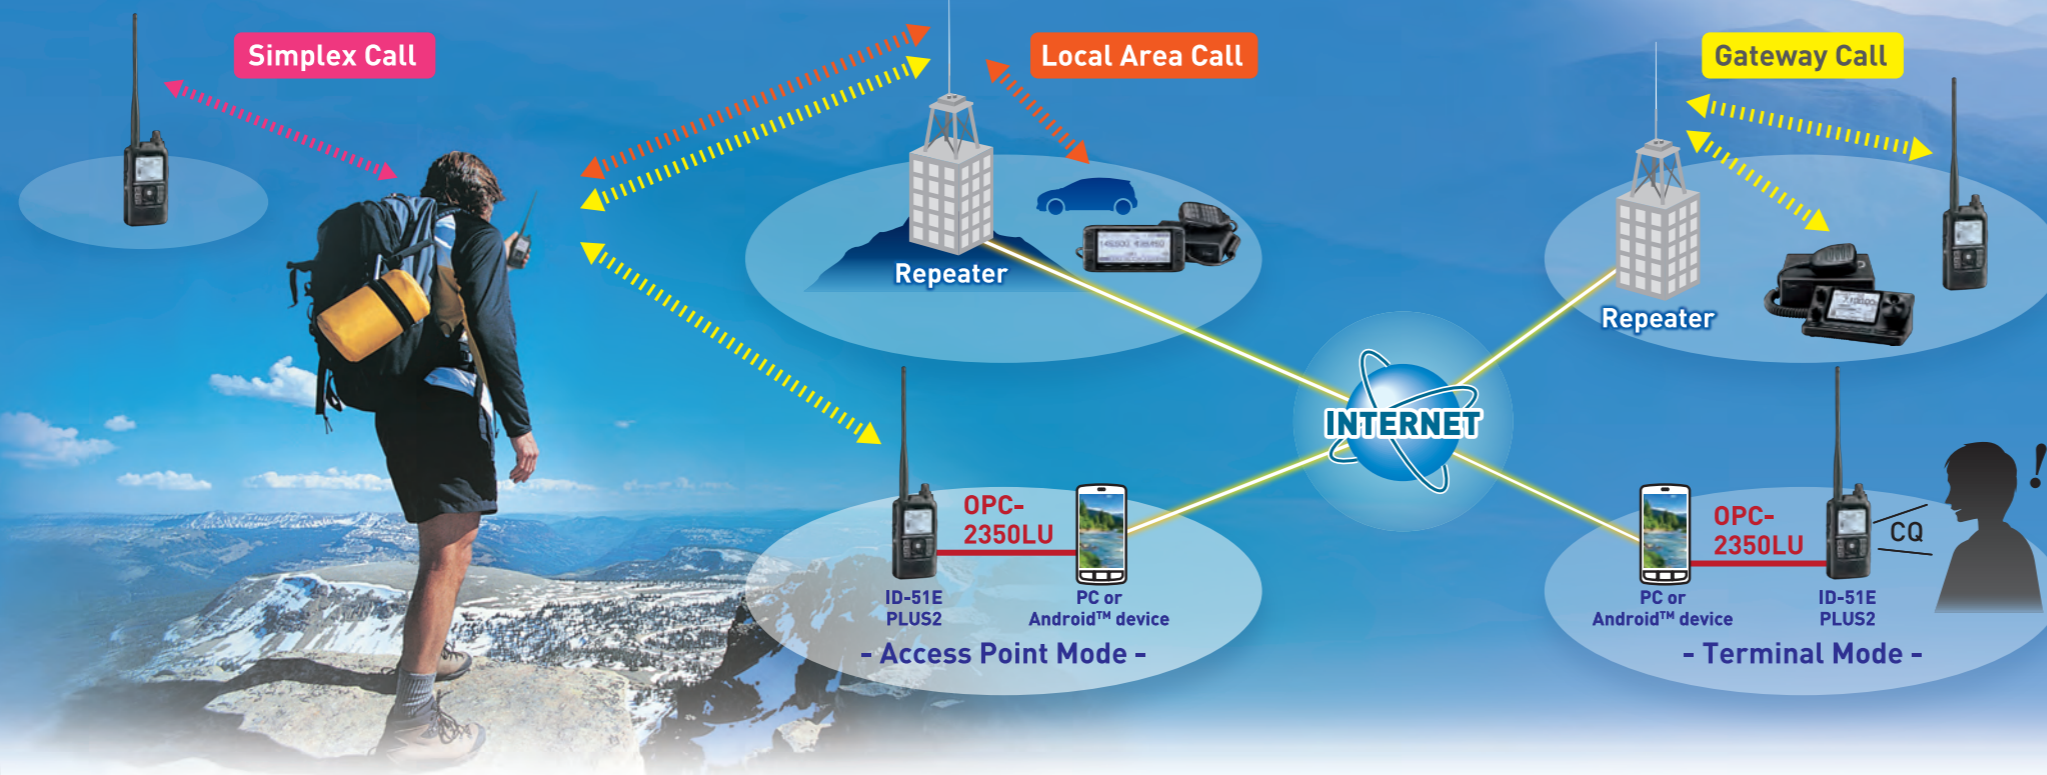 Simplex Call
Local Area Call
Gateway Call
Repeater
Repeater
INTERNET
OPC-
2350LU
ID-51E
PLUS2
PC or
Android™ device
- Access Point Mode -
OPC-
2350LU
CQ
!
PC or
Android™ device
ID-51E
PLUS2
- Terminal Mode -